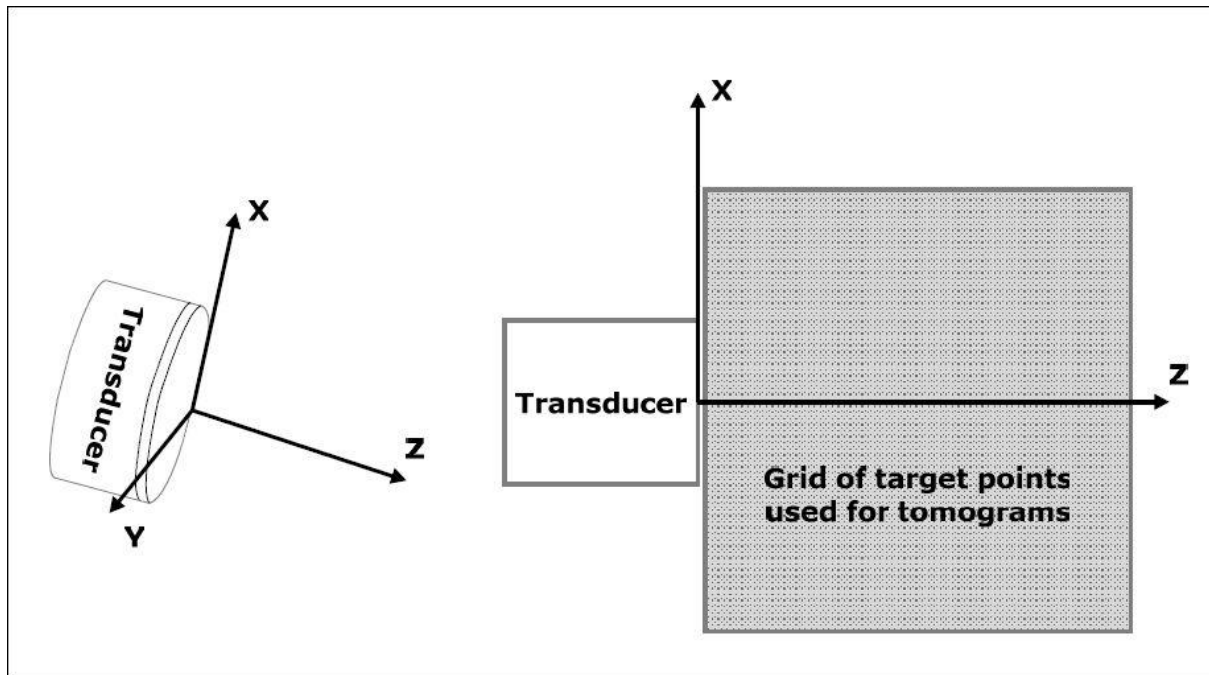 X
Transducer
Z
Y
X
Transducer
Z
Grid of target points
used for tomograms